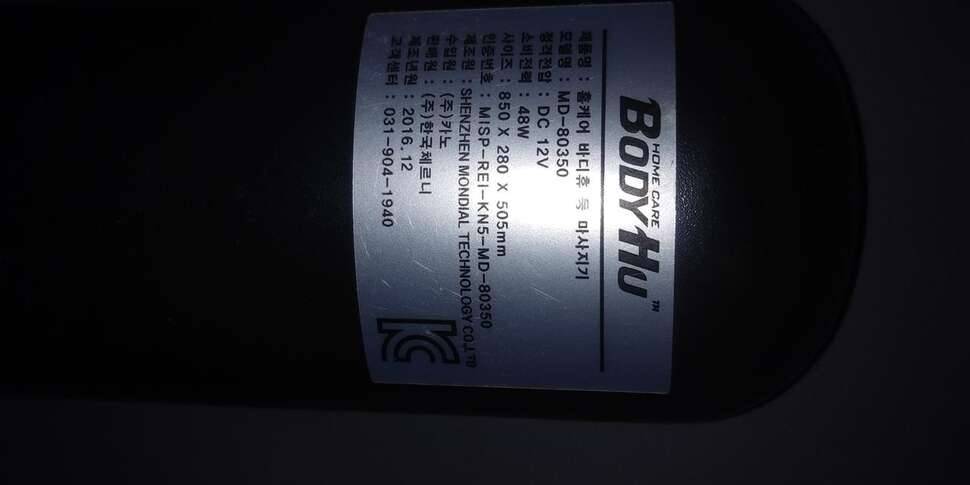 HOME CARE
BODYHU™
제품명 : 홈케어 바디휴 목 마사지기
모델명 : MD-80350
정격전압 : DC 12V
소비전력 : 48W
사이즈 : 850 X 280 X 505mm
인증번호 : MISP-REI-KN5-MD-80350
제조원 : SHENZHEN MONDIAL TECHNOLOGY CO.,LTD
수입원 : (주)카노
판매원 : (주)한국체르니
제조년원 : 2016.12
고객센터 : 031-904-1940